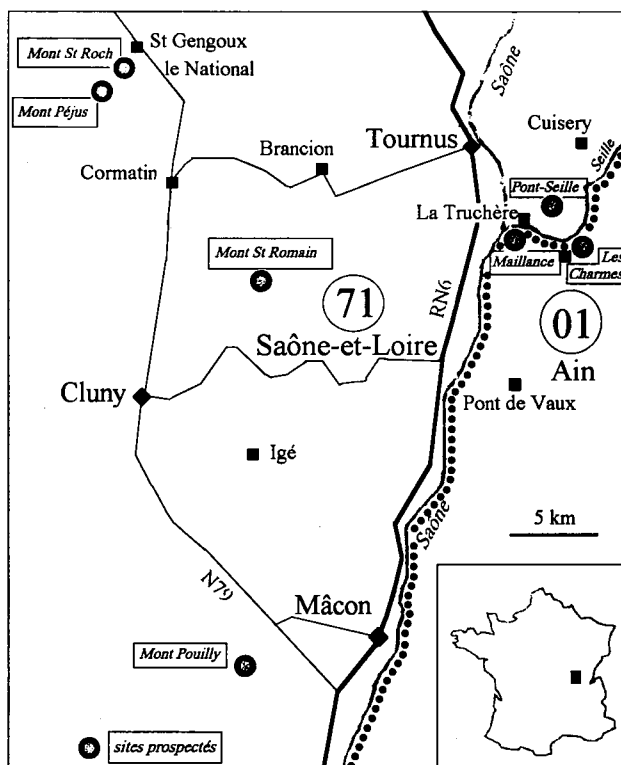 St Gengoux
le National
Mont St Roch
Mont Péjus
Saône
Cuisery
Seille
Tournus
Brancion
Cormatin
Pont-Seille
La Truchère
Maillance
Les
Charmes
Mont St Romain
71
Saône-et-Loire
RN6
01
Ain
Cluny
Pont de Vaux
Igé
Saône
5 km
N79
Mâcon
Mont Pouilly
sites prospectés